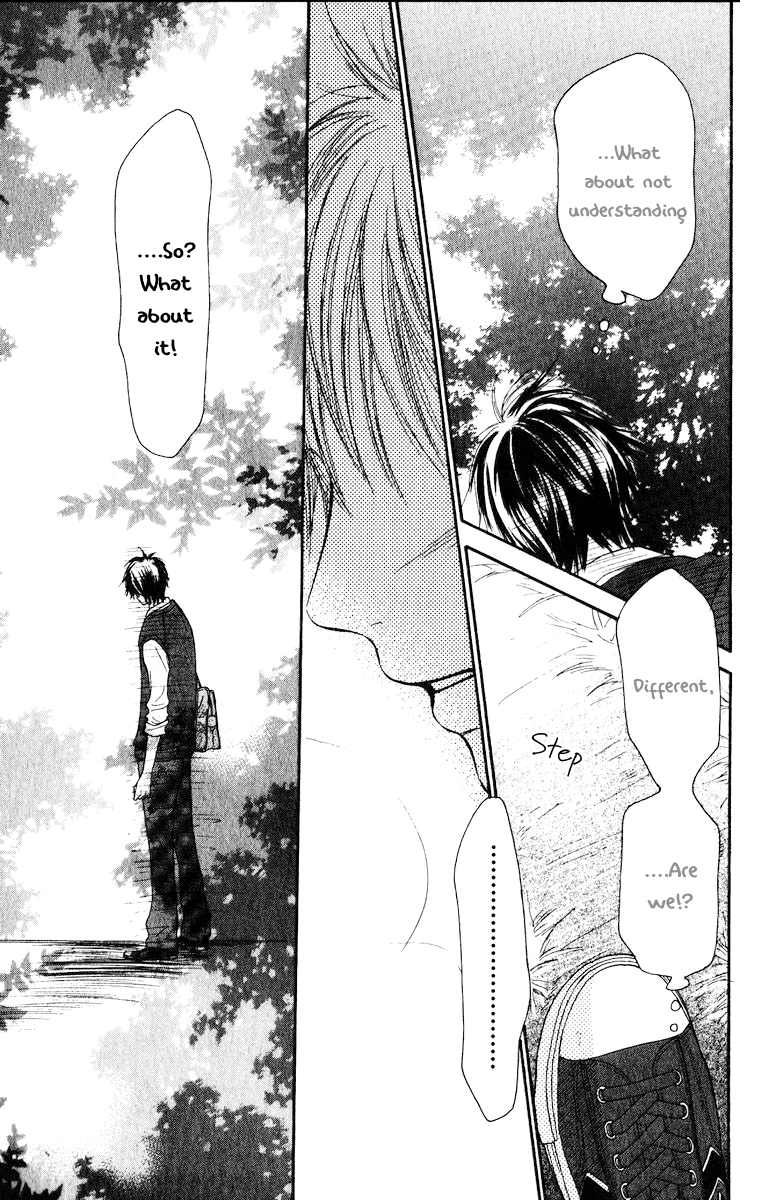 ...What
about not
understanding
Different,
....Are
we!?
Step
........................
....So?
What
about
it!